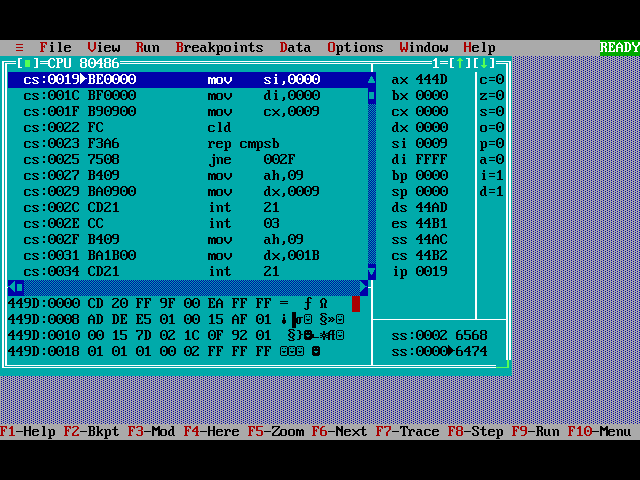 ≡ File View Run Breakpoints Data Options Window Help READY
[■]=CPU 80486 1=[↑][↓]
cs:0019►BE0000 mov si,0000 ax 444D c=0
cs:001C BF0000 mov di,0000 bx 0000 z=0
cs:001F B90900 mov cx,0009 cx 0000 s=0
cs:0022 FC cld dx 0000 o=0
cs:0023 F3A6 rep cmpsb si 0009 p=0
cs:0025 7508 jne 002F di FFFF a=0
cs:0027 B409 mov ah,09 bp 0000 i=1
cs:0029 BA0900 mov dx,0009 sp 0000 d=1
cs:002C CD21 int 21 ds 44AD
cs:002E CC int 03 es 44B1
cs:002F B409 mov ah,09 ss 44AC
cs:0031 BA1B00 mov dx,001B cs 44B2
cs:0034 CD21 int 21 ip 0019
449D:0000 CD 20 FF 9F 00 EA FF FF = ƒ Ω
449D:0008 AD DE E5 01 00 15 AF 01
449D:0010 00 15 7D 02 1C 0F 92 01 ss:0002 6568
449D:0018 01 01 01 00 02 FF FF FF ss:0000►6474
F1-Help F2-Bkpt F3-Mod F4-Here F5-Zoom F6-Next F7-Trace F8-Step F9-Run F10-Menu